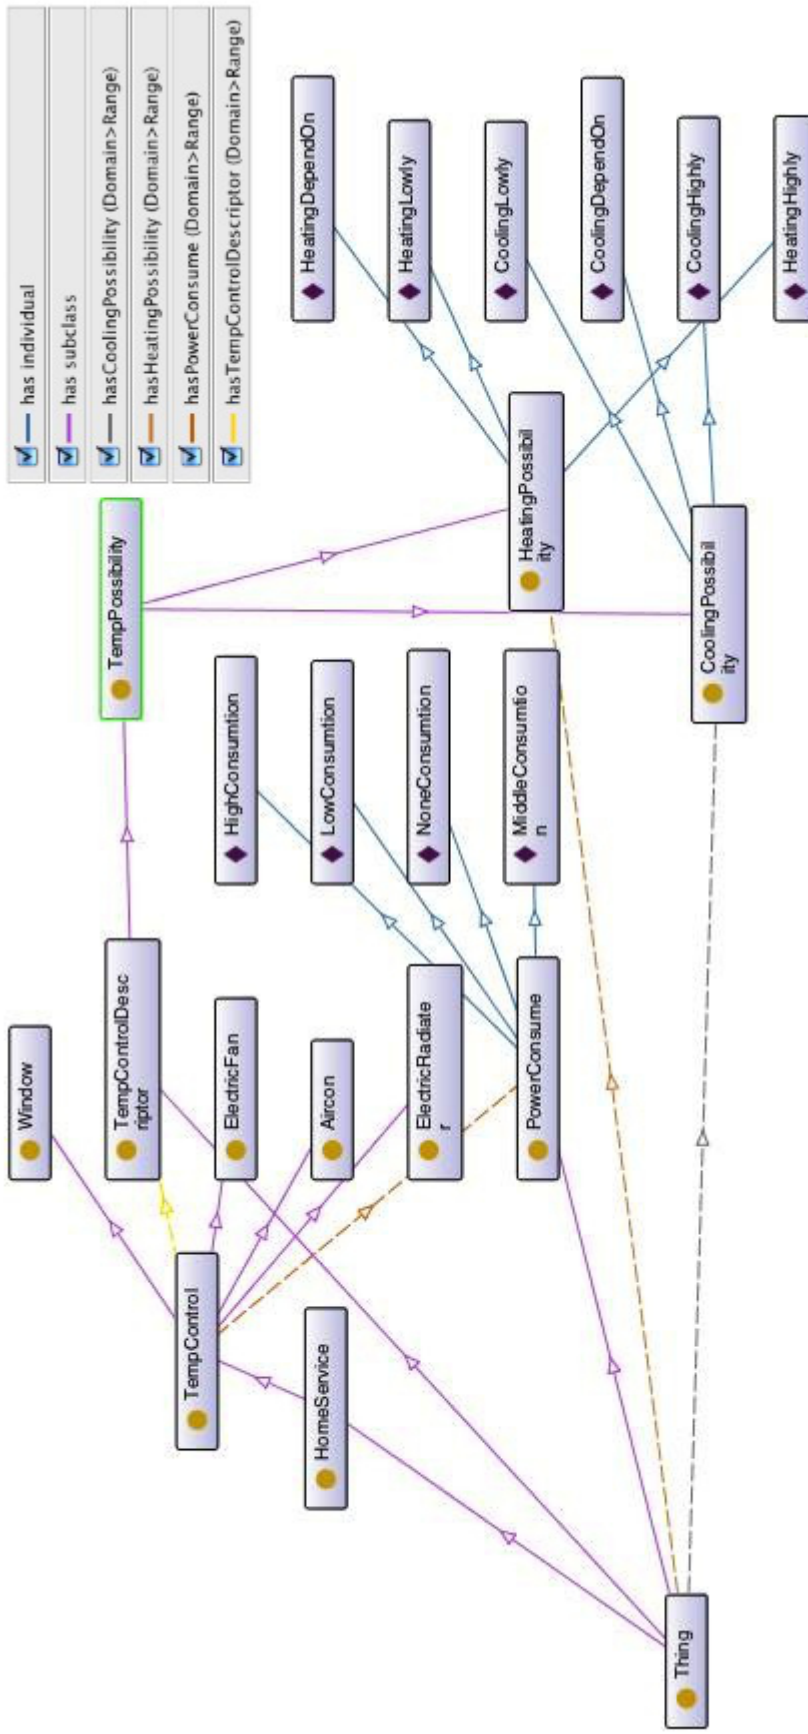 has individual
has subclass
hasCoolingPossibility (Domain>Range)
hasHeatingPossibility (Domain>Range)
hasPowerConsume (Domain>Range)
hasTempControlDescriptor (Domain>Range)
Window
TempControlDesc
riptor
TempPossibility
TempControl
ElectricFan
HomeService
Aircon
ElectricRadiate
r
HighConsumtion
LowConsumtion
NoneConsumtion
MiddleConsumtio
n
PowerConsume
Thing
HeatingPossibil
ity
CoolingPossibil
ity
HeatingDependOn
HeatingLowly
CoolingLowly
CoolingDependOn
CoolingHighly
HeatingHighly